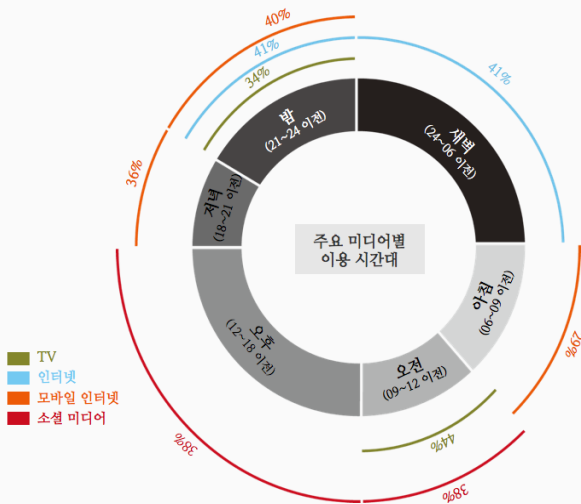 40%
41%
34%
41%
36%
밤
(21~24 이전)
새벽
(24~06 이전)
저녁
(18~21 이전)
주요 미디어별
이용 시간대
아침
(06~09 이전)
오후
(12~18 이전)
오전
(09~12 이전)
29%
44%
38%
38%
TV
인터넷
모바일 인터넷
소셜 미디어